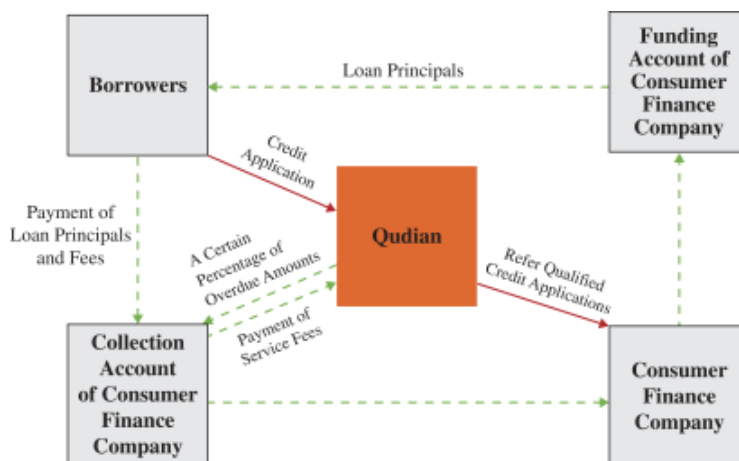 Borrowers
Loan Principals
Funding
Account of
Consumer
Finance
Company
Credit
Application
Payment of
Loan Principals
and Fees
Qudian
A Certain
Percentage of
Overdue Amounts
Payment of
Service Fees
Refer Qualified
Credit Applications
Collection
Account
of Consumer
Finance
Company
Consumer
Finance
Company